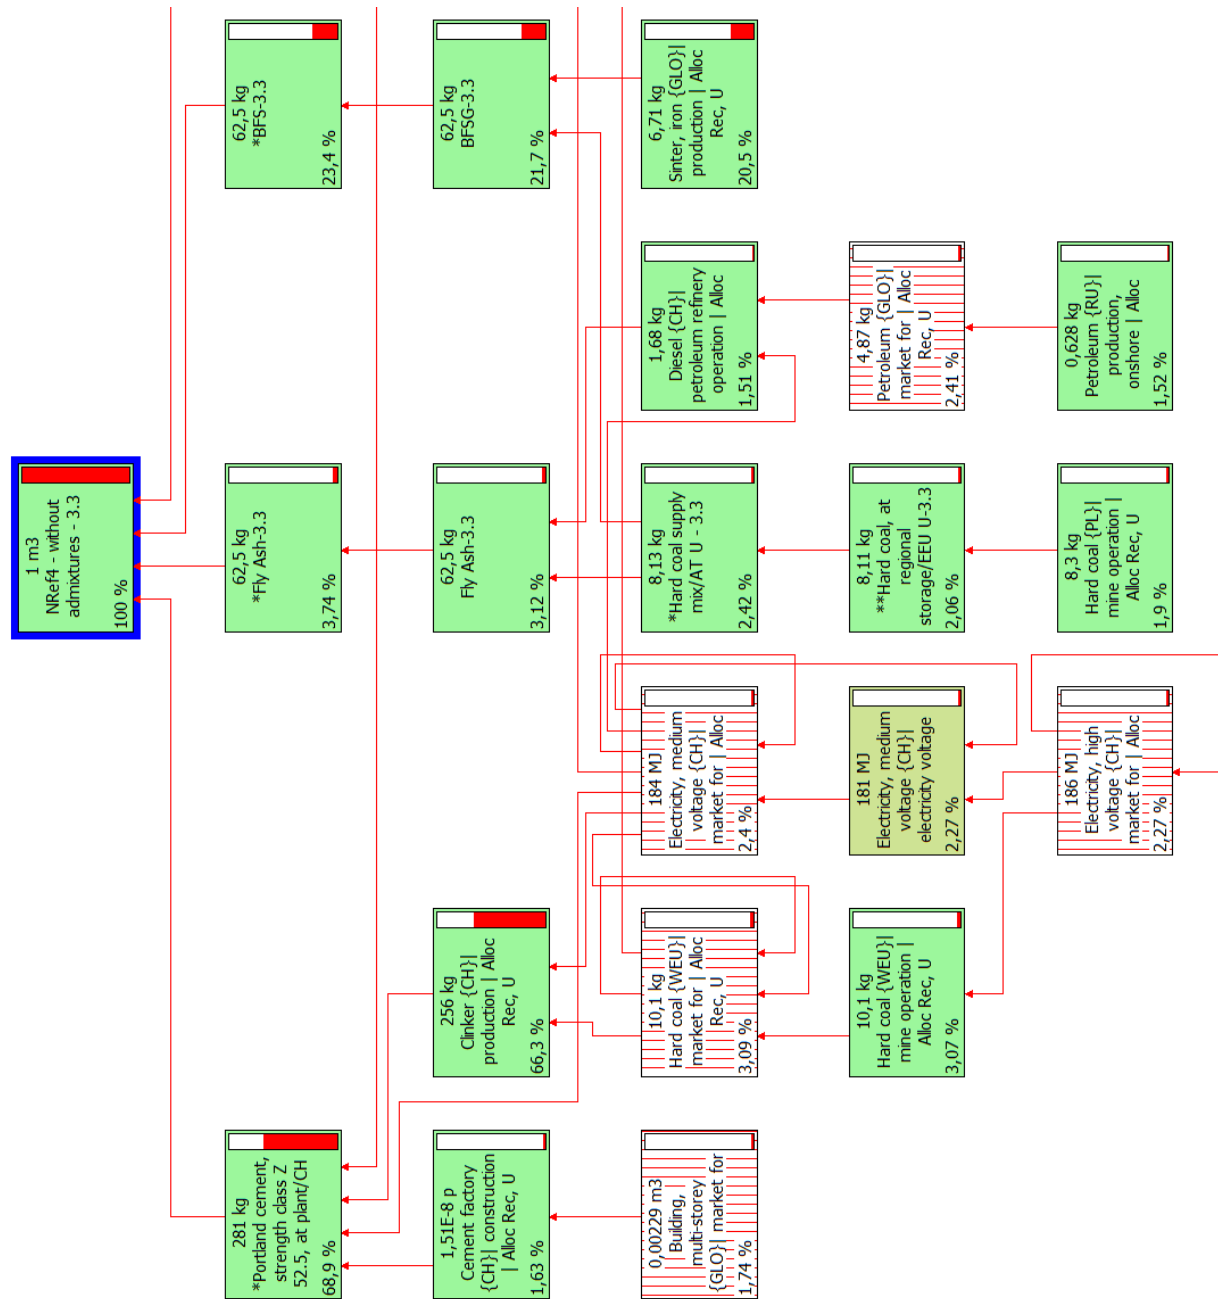 1 m3
NRef4 - without
admixtures - 3.3
100 %
281 kg
*Portland cement,
strength class Z
52.5, at plant/CH
68,9 %
62,5 kg
*Fly Ash-3.3
3,74 %
62,5 kg
*BFS-3.3
23,4 %
1,51E-8 p
Cement factory
{CH}| construction
| Alloc Rec, U
1,63 %
256 kg
Clinker {CH}|
production | Alloc
Rec, U
66,3 %
62,5 kg
Fly Ash-3.3
3,12 %
62,5 kg
BFSG-3.3
21,7 %
0,00229 m3
Building,
multi-storey
{GLO}| market for
1,74 %
10,1 kg
Hard coal {WEU}|
market for | Alloc
Rec, U
3,09 %
184 MJ
Electricity, medium
voltage {CH}|
market for | Alloc
2,4 %
8,13 kg
*Hard coal supply
mix/AT U - 3.3
2,42 %
1,68 kg
Diesel {CH}|
petroleum refinery
operation | Alloc
1,51 %
6,71 kg
Sinter, iron {GLO}|
production | Alloc
Rec, U
20,5 %
10,1 kg
Hard coal {WEU}|
mine operation |
Alloc Rec, U
3,07 %
181 MJ
Electricity, medium
voltage {CH}|
electricity voltage
2,27 %
8,11 kg
**Hard coal, at
regional
storage/EEU U-3.3
2,06 %
4,87 kg
Petroleum {GLO}|
market for | Alloc
Rec, U
2,41 %
186 MJ
Electricity, high
voltage {CH}|
market for | Alloc
2,27 %
8,3 kg
Hard coal {PL}|
mine operation |
Alloc Rec, U
1,9 %
0,628 kg
Petroleum {RU}|
production,
onshore | Alloc
1,52 %